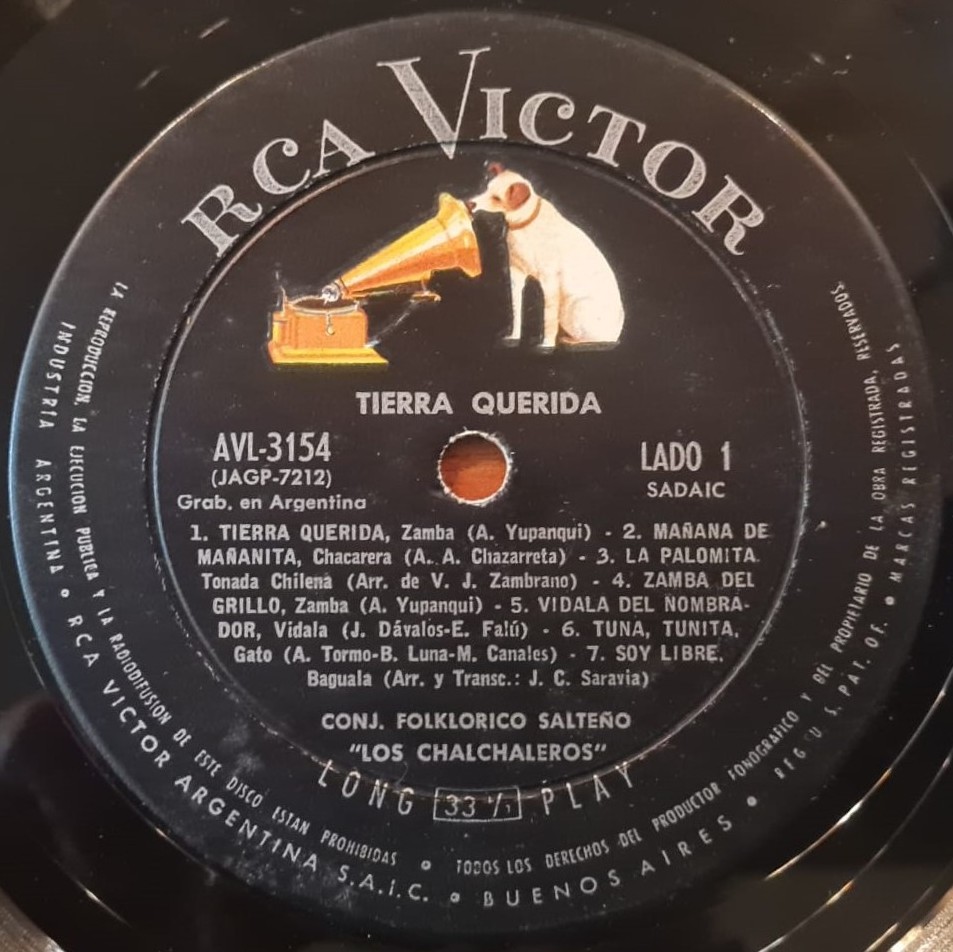 RCA VICTOR
TIERRA QUERIDA
AVL-3154
(JAGP-7212)
Grab. en Argentina
LADO 1
SADAIC
1. TIERRA QUERIDA, Zamba (A. Yupanqui) - 2. MAÑANA DE
MAÑANITA, Chacarera (A. A. Chazarreta) - 3. LA PALOMITA.
Tonada Chilena (Arr. de V. J. Zambrano) - 4. ZAMBA DEL
GRILLO, Zamba (A. Yupanqui) - 5. VIDALA DEL NOMBRA-
DOR, Vidala (J. Dávalos-E. Falú) - 6. TUNA, TUNITA,
Gato (A. Tormo-B. Luna-M. Canales) - 7. SOY LIBRE,
Baguala (Arr. y Transc.: J. C. Saravia)
CONJ. FOLKLORICO SALTEÑO
"LOS CHALCHALEROS"
LONG 33 PLAY
LA REPRODUCCION, LA EJECUCION PUBLICA Y LA RADIODIFUSION DE ESTE DISCO ESTAN PROHIBIDAS • TODOS LOS DERECHOS DEL PRODUCTOR FONOGRAFICO Y DEL PROPIETARIO DE LA OBRA REGISTRADA, RESERVADOS.
INDUSTRIA ARGENTINA • RCA VICTOR ARGENTINA S.A.I.C. • BUENOS AIRES • REG. U. S. PAT. OF. • MARCAS REGISTRADAS